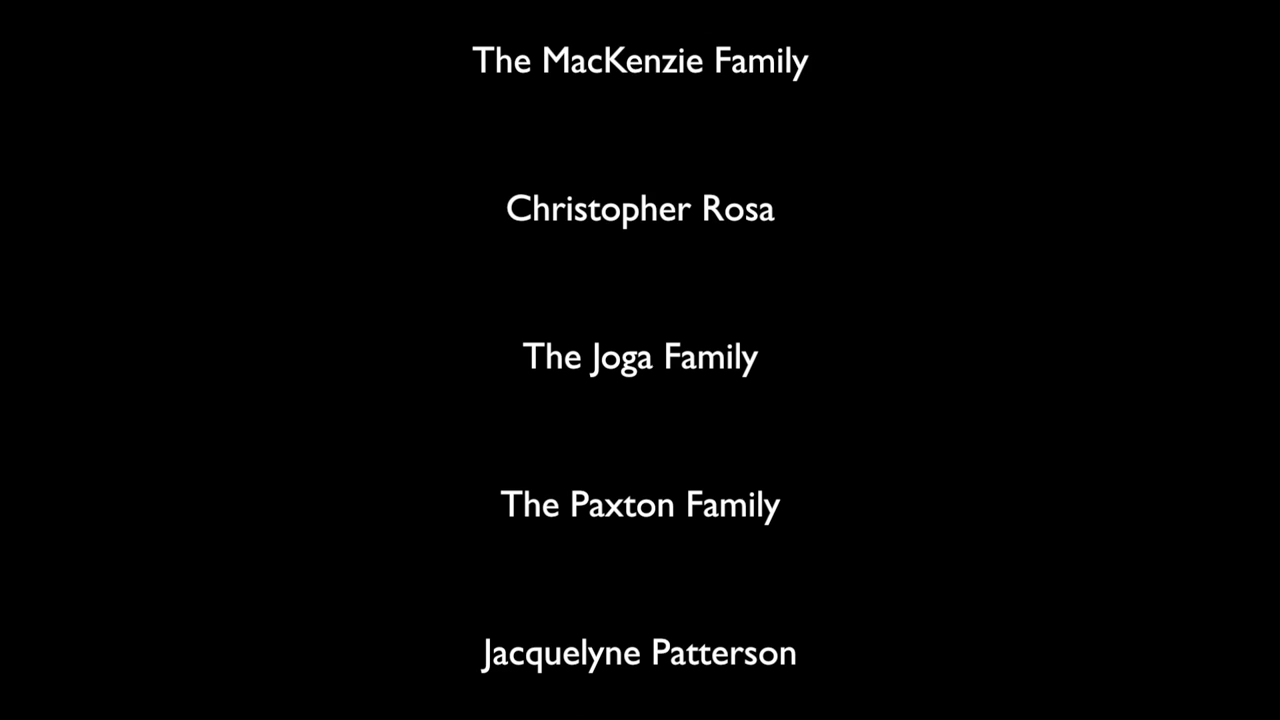 The MacKenzie Family
Christopher Rosa
The Joga Family
The Paxton Family
Jacquelyne Patterson